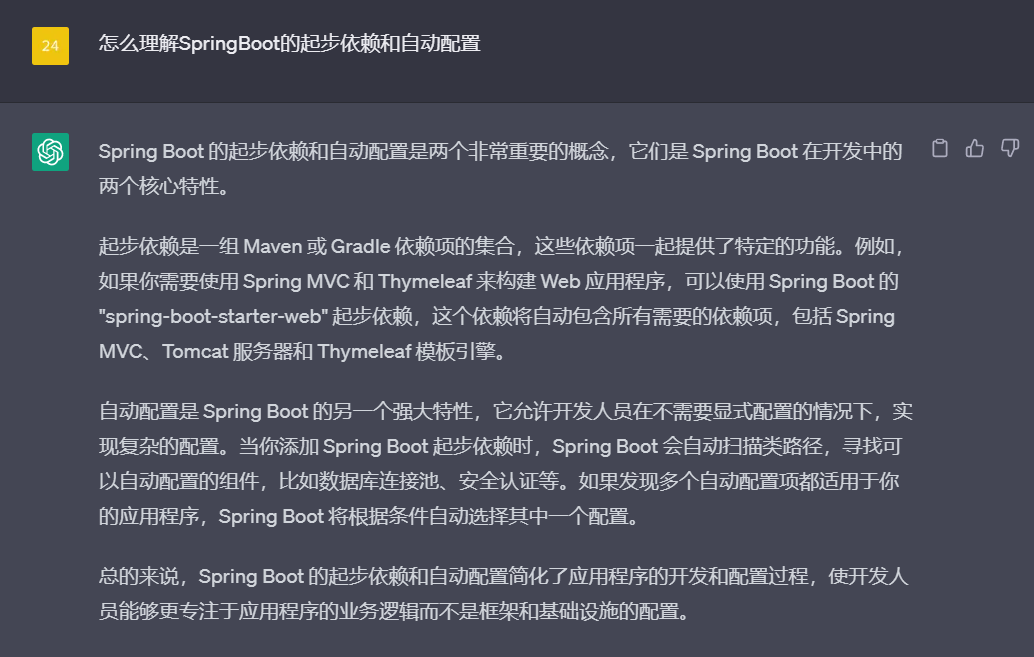 24
怎么理解SpringBoot的起步依赖和自动配置
Spring Boot 的起步依赖和自动配置是两个非常重要的概念，它们是 Spring Boot 在开发中的
两个核心特性。
起步依赖是一组 Maven 或 Gradle 依赖项的集合，这些依赖项一起提供了特定的功能。例如，
如果你需要使用 Spring MVC 和 Thymeleaf 来构建 Web 应用程序，可以使用 Spring Boot 的
"spring-boot-starter-web" 起步依赖，这个依赖将自动包含所有需要的依赖项，包括 Spring
MVC、Tomcat 服务器和 Thymeleaf 模板引擎。
自动配置是 Spring Boot 的另一个强大特性，它允许开发人员在不需要显式配置的情况下，实
现复杂的配置。当你添加 Spring Boot 起步依赖时，Spring Boot 会自动扫描类路径，寻找可
以自动配置的组件，比如数据库连接池、安全认证等。如果发现多个自动配置项都适用于你
的应用程序，Spring Boot 将根据条件自动选择其中一个配置。
总的来说，Spring Boot 的起步依赖和自动配置简化了应用程序的开发和配置过程，使开发人
员能够更专注于应用程序的业务逻辑而不是框架和基础设施的配置。